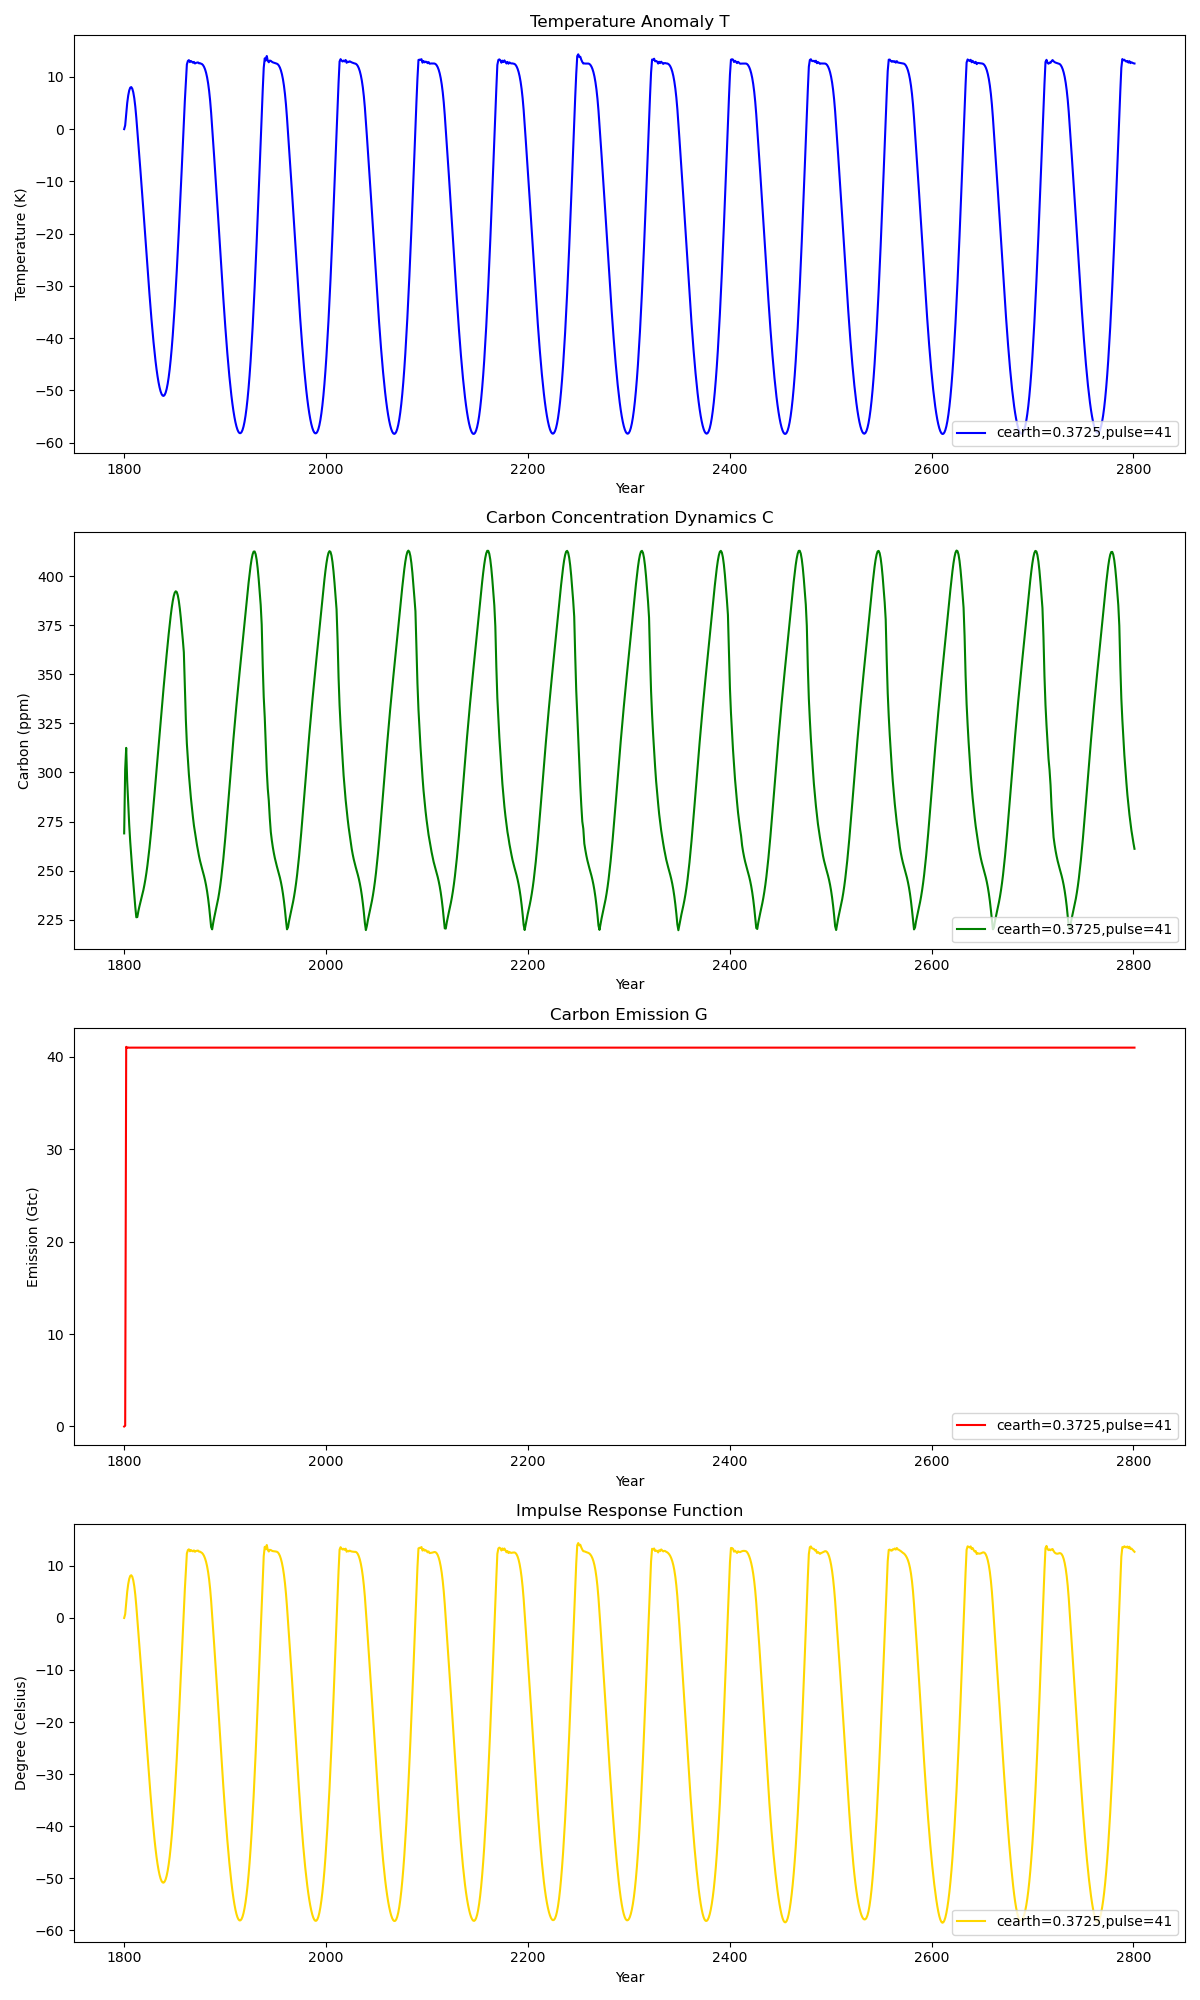 Temperature Anomaly T
Temperature (K)
10
0
−10
−20
−30
−40
−50
−60
cearth=0.3725,pulse=41
1800 2000 2200 2400 2600 2800
Year
Carbon Concentration Dynamics C
Carbon (ppm)
400
375
350
325
300
275
250
225
cearth=0.3725,pulse=41
1800 2000 2200 2400 2600 2800
Year
Carbon Emission G
Emission (Gtc)
40
30
20
10
0
cearth=0.3725,pulse=41
1800 2000 2200 2400 2600 2800
Year
Impulse Response Function
Degree (Celsius)
10
0
−10
−20
−30
−40
−50
−60
cearth=0.3725,pulse=41
1800 2000 2200 2400 2600 2800
Year